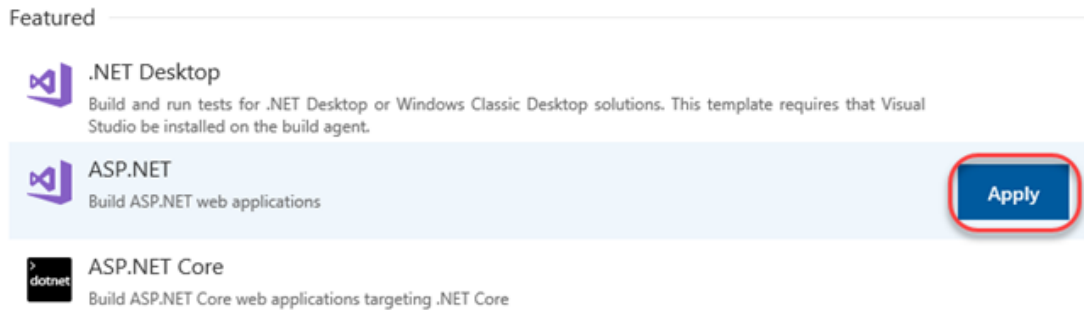 Featured
.NET Desktop
Build and run tests for .NET Desktop or Windows Classic Desktop solutions. This template requires that Visual
Studio be installed on the build agent.
ASP.NET
Build ASP.NET web applications
Apply
>
dotnet
ASP.NET Core
Build ASP.NET Core web applications targeting .NET Core